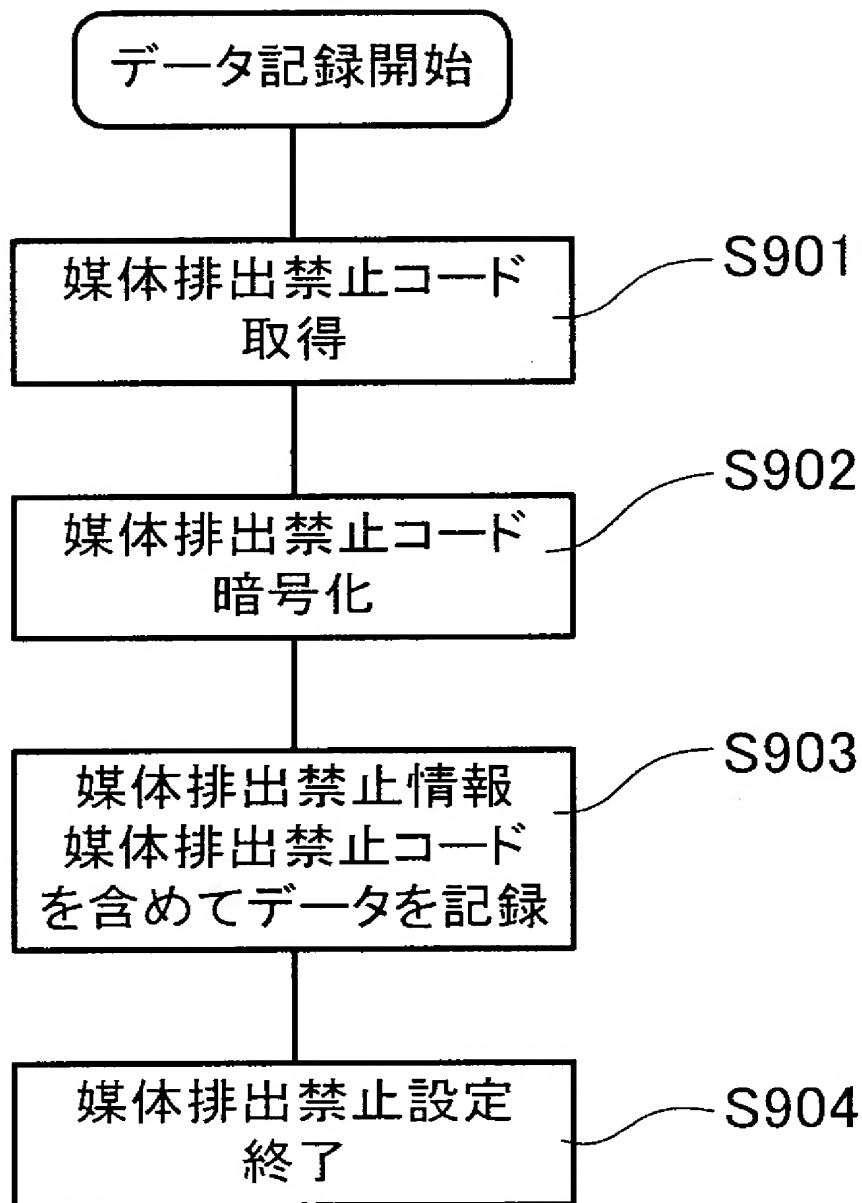 データ記録開始
媒体排出禁止コード
取得
S901
媒体排出禁止コード
暗号化
S902
媒体排出禁止情報
媒体排出禁止コード
を含めてデータを記録
S903
媒体排出禁止設定
終了
S904